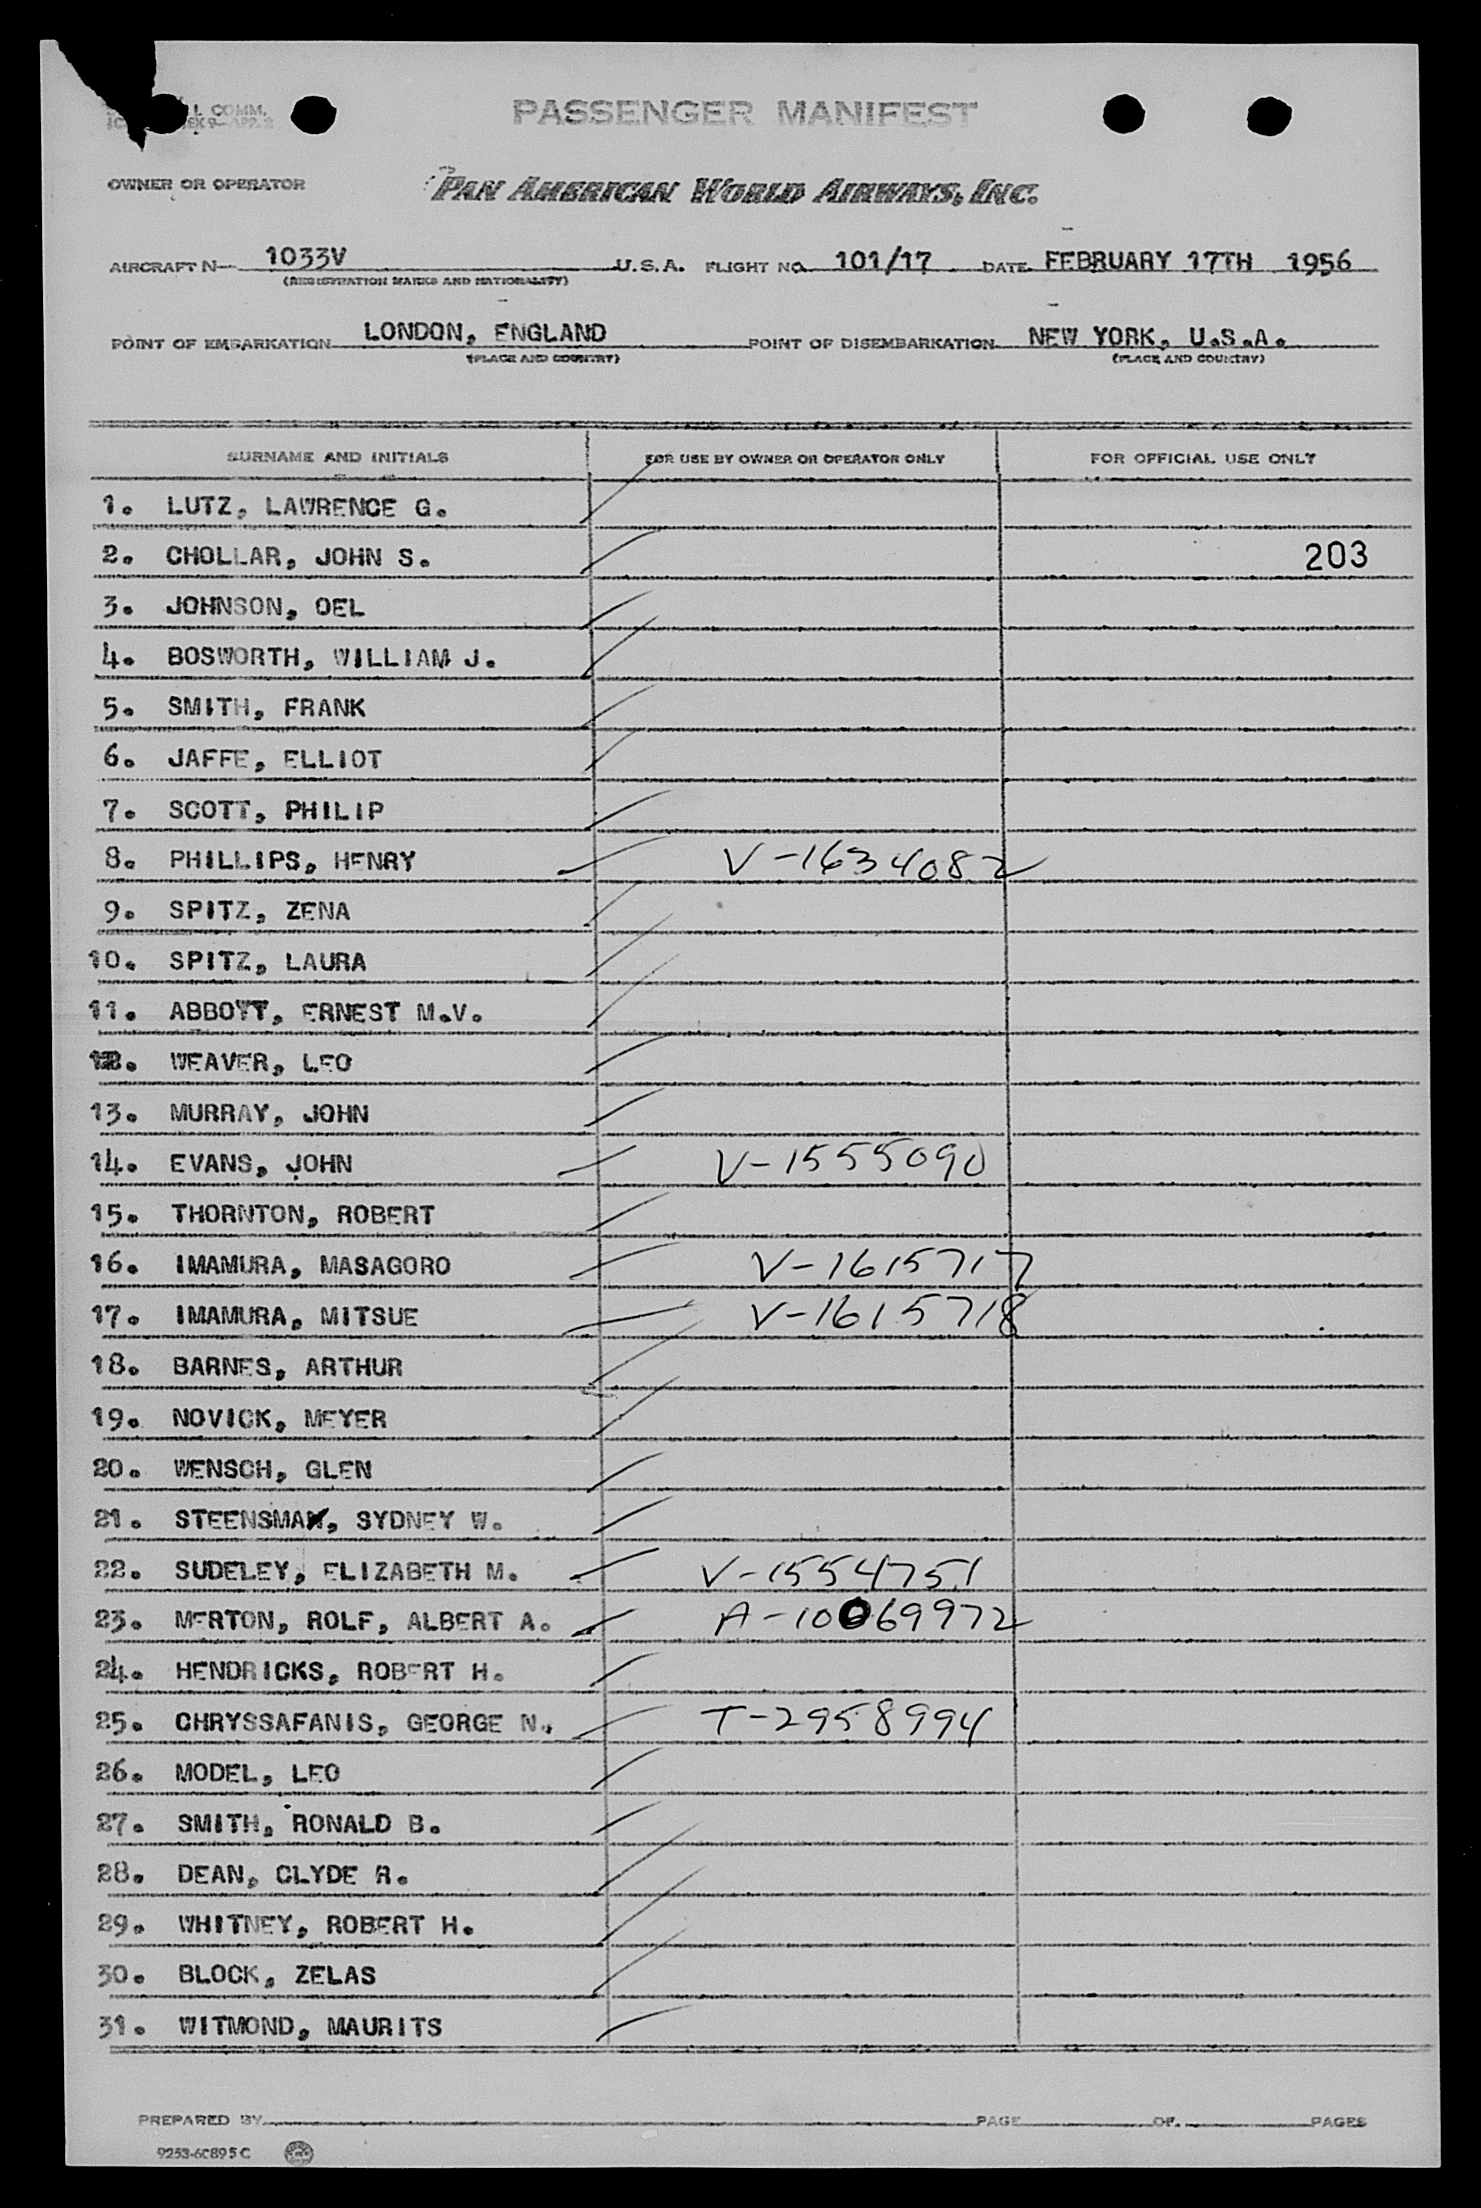 I. COMM.
PASSENGER MANIFEST
OWNER OR OPERATOR PAN AMERICAN WORLD AIRWAYS, INC.
AIRCRAFT N— 1033V U.S.A. FLIGHT NO. 101/17 DATE FEBRUARY 17TH 1956
(REGISTRATION MARKS AND NATIONALITY)
POINT OF EMBARKATION LONDON, ENGLAND POINT OF DISEMBARKATION NEW YORK, U.S.A.
(PLACE AND COUNTRY) (PLACE AND COUNTRY)
SURNAME AND INITIALS FOR USE BY OWNER OR OPERATOR ONLY FOR OFFICIAL USE ONLY
1. LUTZ, LAWRENCE G.
2. CHOLLAR, JOHN S. 203
3. JOHNSON, OEL
4. BOSWORTH, WILLIAM J.
5. SMITH, FRANK
6. JAFFE, ELLIOT
7. SCOTT, PHILIP
8. PHILLIPS, HENRY V-1634082
9. SPITZ, ZENA
10. SPITZ, LAURA
11. ABBOTT, ERNEST M.V.
12. WEAVER, LEO
13. MURRAY, JOHN
14. EVANS, JOHN V-1555090
15. THORNTON, ROBERT
16. IMAMURA, MASAGORO V-1615717
17. IMAMURA, MITSUE V-1615718
18. BARNES, ARTHUR
19. NOVICK, MEYER
20. WENSCH, GLEN
21. STEENSMA, SYDNEY W.
22. SUDELEY, ELIZABETH M. V-1554751
23. MERTON, ROLF, ALBERT A. A-10069972
24. HENDRICKS, ROBERT H.
25. CHRYSSAFANIS, GEORGE N., T-2958994
26. MODEL, LEO
27. SMITH, RONALD B.
28. DEAN, CLYDE R.
29. WHITNEY, ROBERT H.
30. BLOCK, ZELAS
31. WITMOND, MAURITS
PREPARED BY PAGE OF PAGES
9253-6C895C